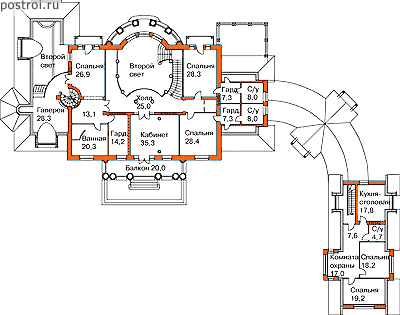 postroi.ru
Второй
свет
Спальня
26,9
Второй
свет
Спальня
28,3
Гард.
7,3
С/у
8,0
Галерея
28,3
Холл
25,0
Гард.
7,3
С/у
8,0
13,1
Ванная
20,3
Гард.
14,2
Кабинет
35,3
Спальня
28,4
Балкон 20,0
Кухня-
столовая
17,8
7,6
С/у
4,7
Комната
охраны
17,0
Спальня
18,2
Спальня
19,2